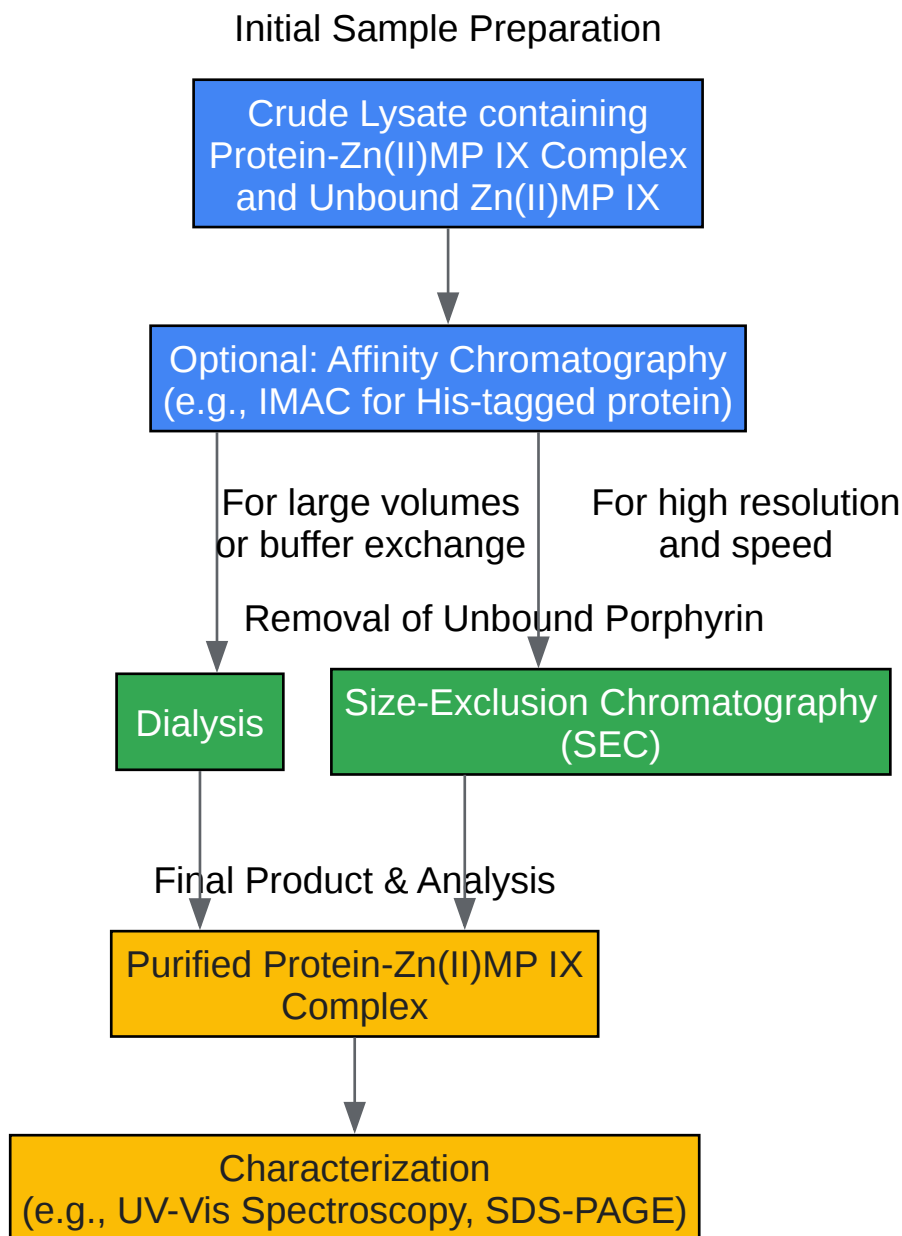 Initial Sample Preparation
Crude Lysate containing
Protein-Zn(II)MP IX Complex
and Unbound Zn(II)MP IX
Optional: Affinity Chromatography
(e.g., IMAC for His-tagged protein)
For large volumes
or buffer exchange
For high resolution
and speed
Removal of Unbound Porphyrin
Dialysis
Size-Exclusion Chromatography
(SEC)
Final Product & Analysis
Purified Protein-Zn(II)MP IX
Complex
Characterization
(e.g., UV-Vis Spectroscopy, SDS-PAGE)